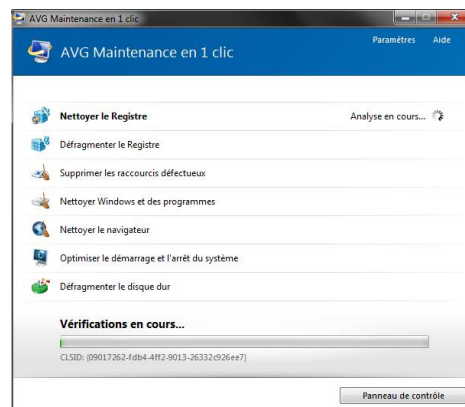 AVG Maintenance en 1 clic
Paramètres Aide
AVG Maintenance en 1 clic
Nettoyer le Registre Analyse en cours...
Défragmenter le Registre
Supprimer les raccourcis défectueux
Nettoyer Windows et des programmes
Nettoyer le navigateur
Optimiser le démarrage et l'arrêt du système
Défragmenter le disque dur
Vérifications en cours...
CLSID: {09017262-fdb4-4ff2-9013-26332c926ee7}
Panneau de contrôle